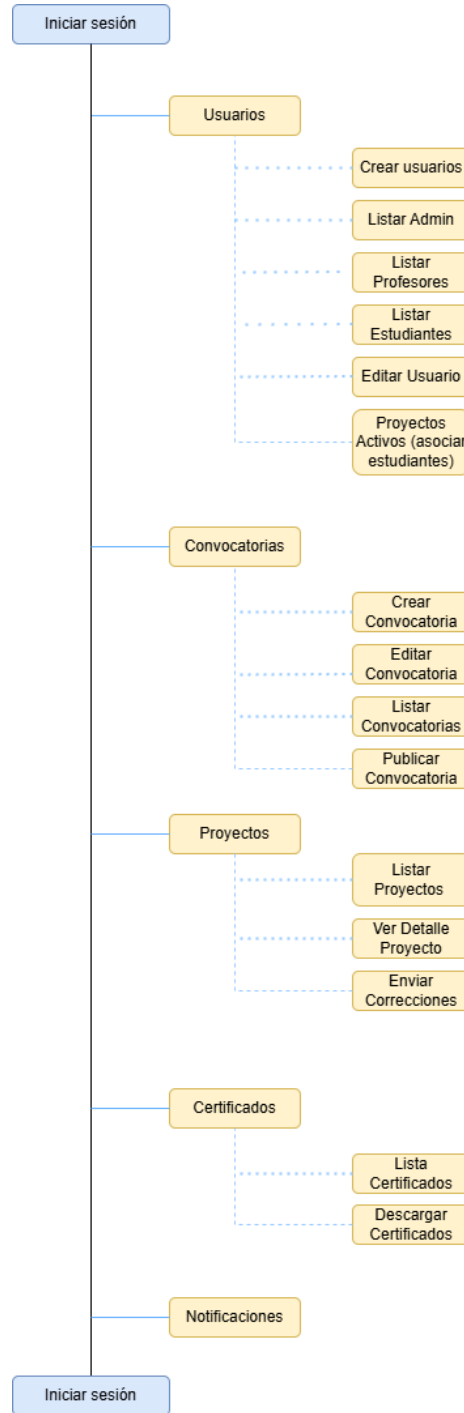 Iniciar sesión
Usuarios
Crear usuarios
Listar Admin
Listar
Profesores
Listar
Estudiantes
Editar Usuario
Proyectos
Activos (asociar
estudiantes)
Convocatorias
Crear
Convocatoria
Editar
Convocatoria
Listar
Convocatorias
Publicar
Convocatoria
Proyectos
Listar
Proyectos
Ver Detalle
Proyecto
Enviar
Correcciones
Certificados
Lista
Certificados
Descargar
Certificados
Notificaciones
Iniciar sesión